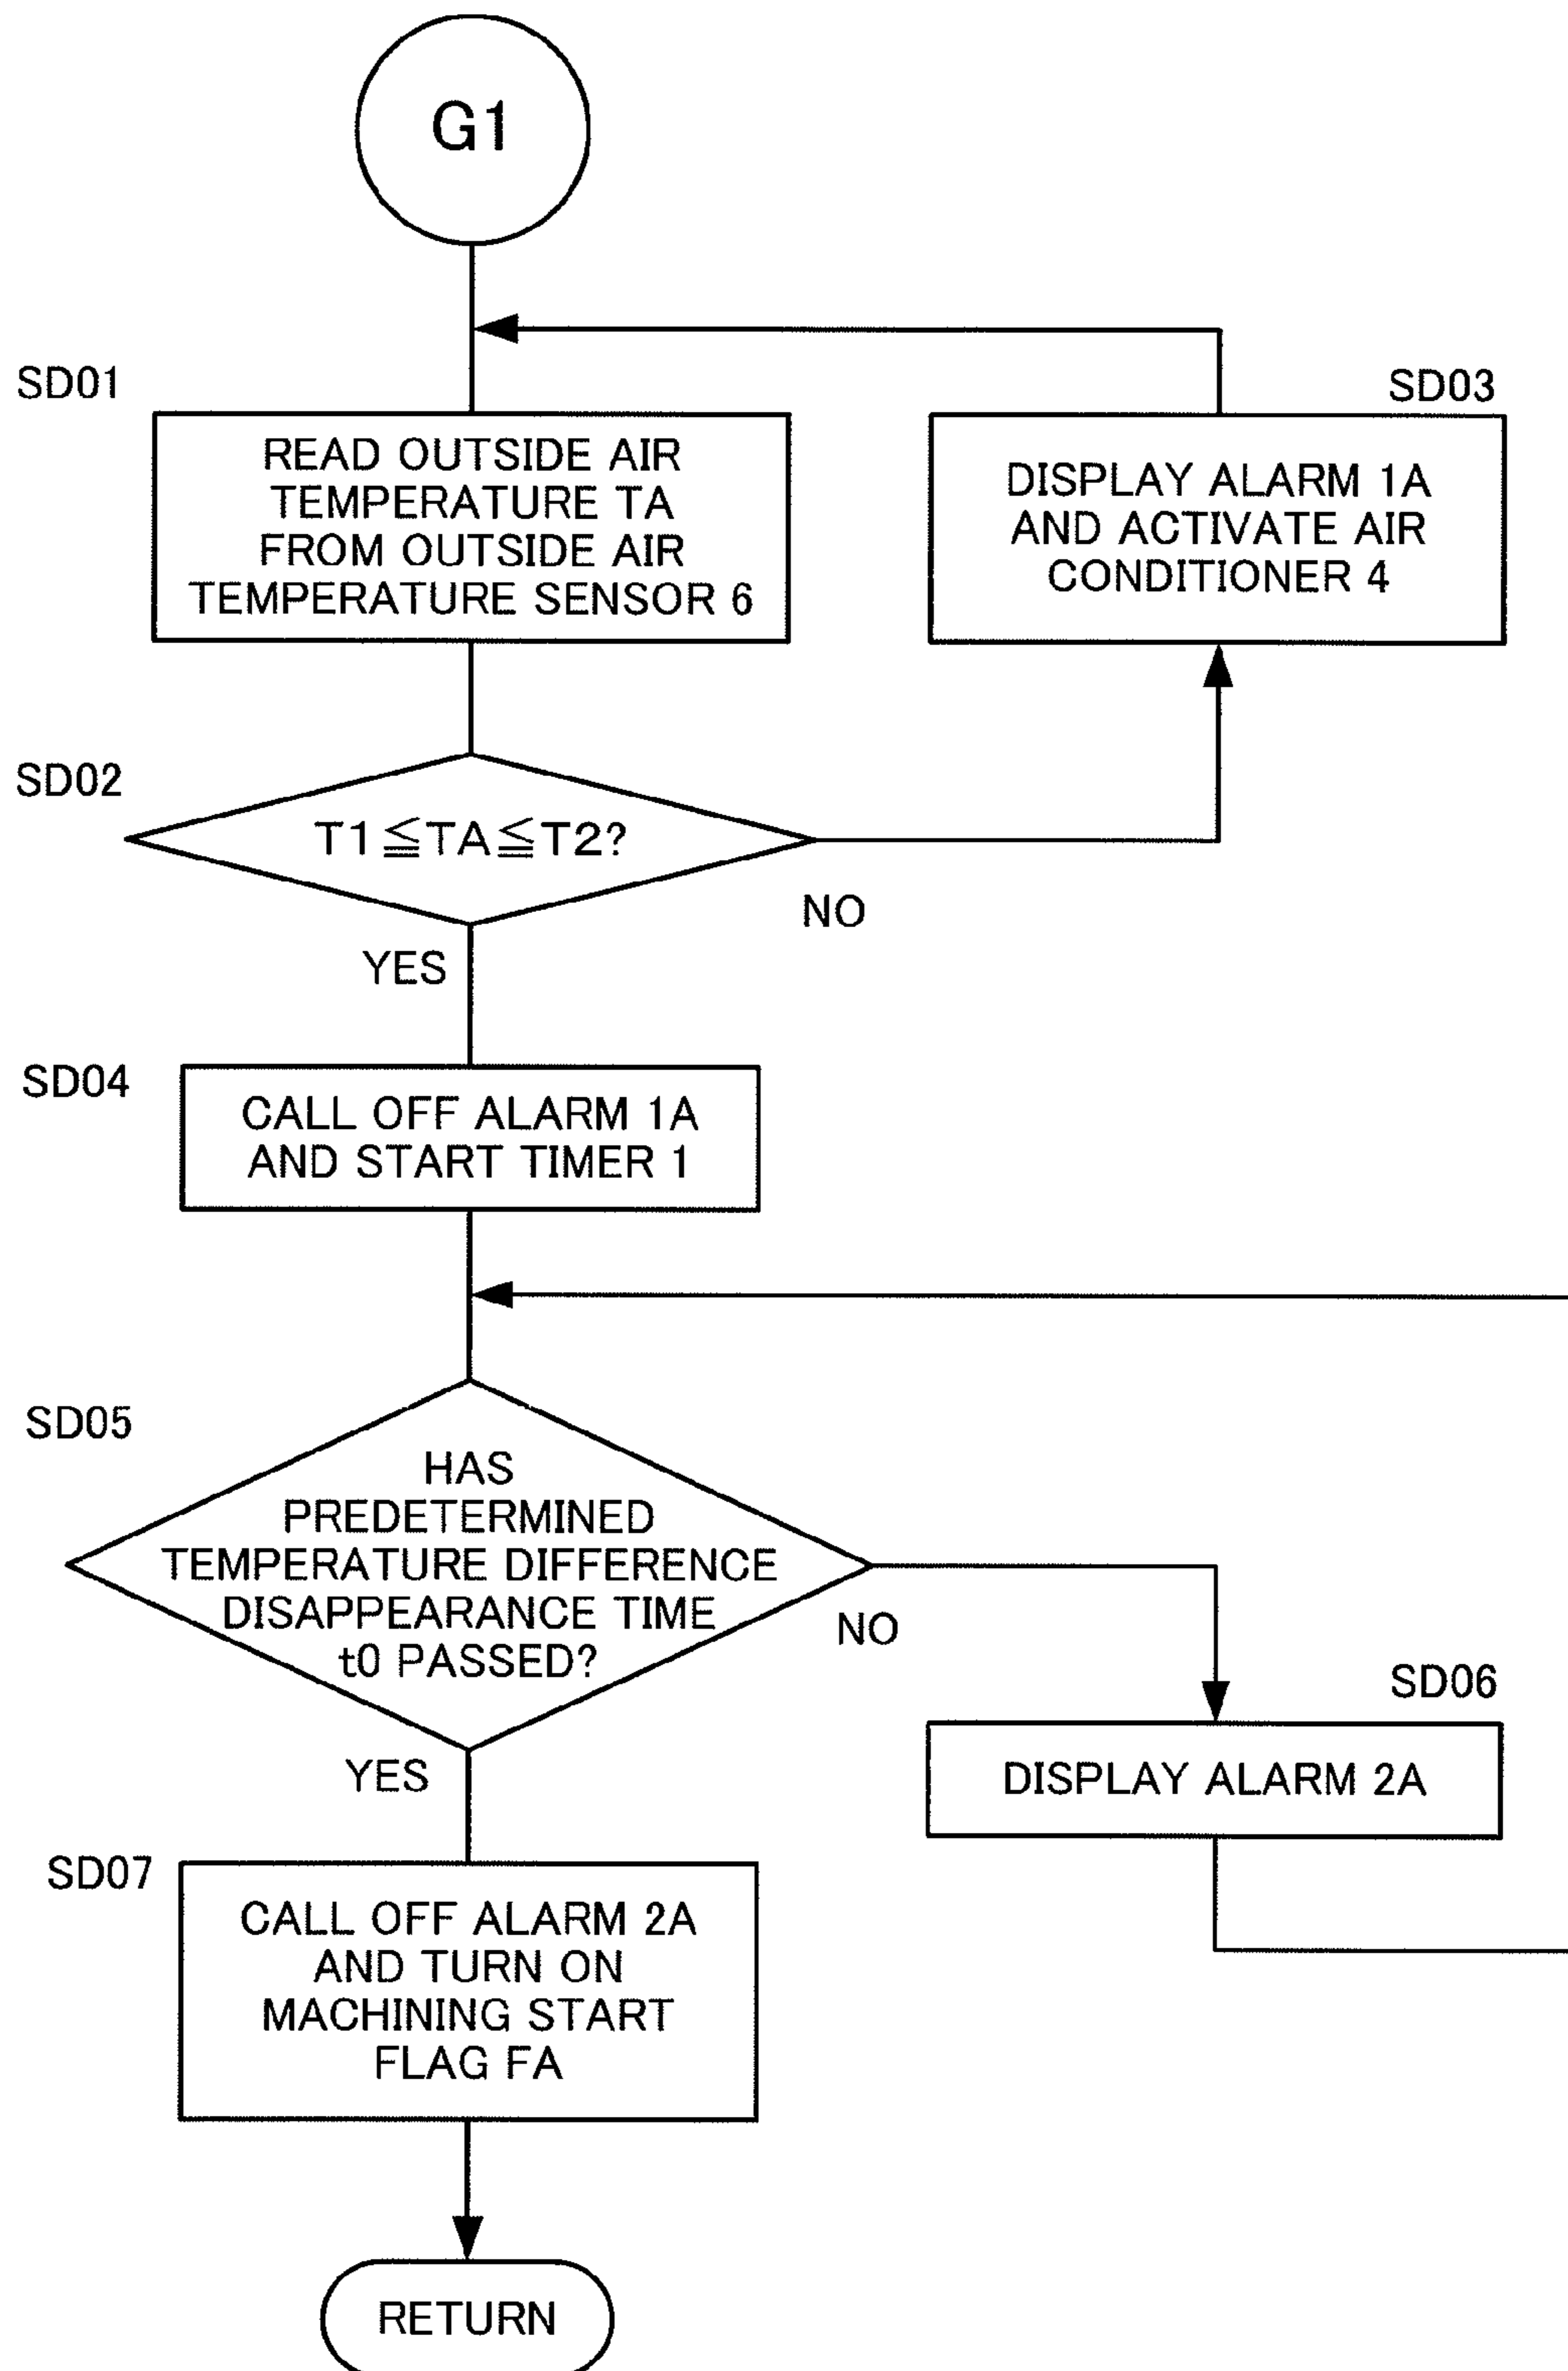 G1
SD01
READ OUTSIDE AIR
TEMPERATURE TA
FROM OUTSIDE AIR
TEMPERATURE SENSOR 6
SD03
DISPLAY ALARM 1A
AND ACTIVATE AIR
CONDITIONER 4
SD02
T1≦TA≦T2?
NO
YES
SD04
CALL OFF ALARM 1A
AND START TIMER 1
SD05
HAS
PREDETERMINED
TEMPERATURE DIFFERENCE
DISAPPEARANCE TIME
t0 PASSED?
NO
YES
SD06
DISPLAY ALARM 2A
SD07
CALL OFF ALARM 2A
AND TURN ON
MACHINING START
FLAG FA
RETURN